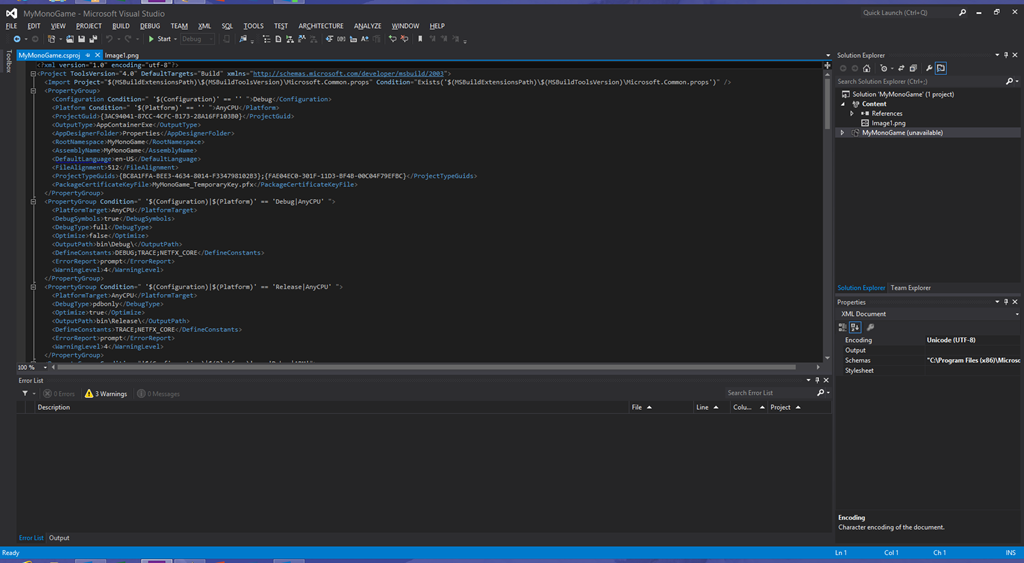 MyMonoGame - Microsoft Visual Studio
Quick Launch (Ctrl+Q)
FILE EDIT VIEW PROJECT BUILD DEBUG TEAM XML SQL TOOLS TEST ARCHITECTURE ANALYZE WINDOW HELP
Start Debug
Toolbox
MyMonoGame.csproj Image1.png
<?xml version="1.0" encoding="utf-8"?>
<Project ToolsVersion="4.0" DefaultTargets="Build" xmlns="http://schemas.microsoft.com/developer/msbuild/2003">
<Import Project="$(MSBuildExtensionsPath)\$(MSBuildToolsVersion)\Microsoft.Common.props" Condition="Exists('$(MSBuildExtensionsPath)\$(MSBuildToolsVersion)\Microsoft.Common.props')" />
<PropertyGroup>
<Configuration Condition=" '$(Configuration)' == '' ">Debug</Configuration>
<Platform Condition=" '$(Platform)' == '' ">AnyCPU</Platform>
<ProjectGuid>{3AC94041-87CC-4CFC-B173-28A16FF103B0}</ProjectGuid>
<OutputType>AppContainerExe</OutputType>
<AppDesignerFolder>Properties</AppDesignerFolder>
<RootNamespace>MyMonoGame</RootNamespace>
<AssemblyName>MyMonoGame</AssemblyName>
<DefaultLanguage>en-US</DefaultLanguage>
<FileAlignment>512</FileAlignment>
<ProjectTypeGuids>{BC8A1FFA-BEE3-4634-8014-F334798102B3};{FAE04EC0-301F-11D3-BF4B-00C04F79EFBC}</ProjectTypeGuids>
<PackageCertificateKeyFile>MyMonoGame_TemporaryKey.pfx</PackageCertificateKeyFile>
</PropertyGroup>
<PropertyGroup Condition=" '$(Configuration)|$(Platform)' == 'Debug|AnyCPU' ">
<PlatformTarget>AnyCPU</PlatformTarget>
<DebugSymbols>true</DebugSymbols>
<DebugType>full</DebugType>
<Optimize>false</Optimize>
<OutputPath>bin\Debug\</OutputPath>
<DefineConstants>DEBUG;TRACE;NETFX_CORE</DefineConstants>
<ErrorReport>prompt</ErrorReport>
<WarningLevel>4</WarningLevel>
</PropertyGroup>
<PropertyGroup Condition=" '$(Configuration)|$(Platform)' == 'Release|AnyCPU' ">
<PlatformTarget>AnyCPU</PlatformTarget>
<DebugType>pdbonly</DebugType>
<Optimize>true</Optimize>
<OutputPath>bin\Release\</OutputPath>
<DefineConstants>TRACE;NETFX_CORE</DefineConstants>
<ErrorReport>prompt</ErrorReport>
<WarningLevel>4</WarningLevel>
</PropertyGroup>
100 %
Error List
0 Errors 3 Warnings 0 Messages
Search Error List
Description File Line Colu... Project
Error List Output
Solution Explorer
Search Solution Explorer (Ctrl+;)
Solution 'MyMonoGame' (1 project)
Content
References
Image1.png
MyMonoGame (unavailable)
Solution Explorer Team Explorer
Properties
XML Document
Encoding Unicode (UTF-8)
Output
Schemas "C:\Program Files (x86)\Microsc
Stylesheet
Encoding
Character encoding of the document.
Ready Ln 1 Col 1 Ch 1 INS